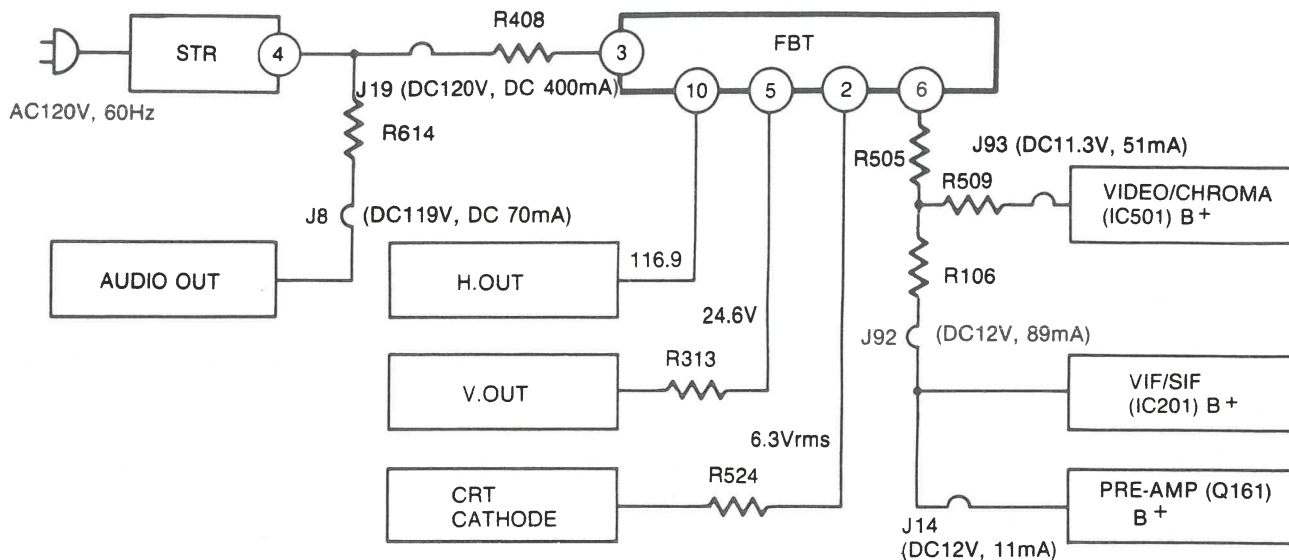 R408
STR
4
3
FBT
10
5
2
6
AC120V, 60Hz
J19 (DC120V, DC 400mA)
R614
R505
J93 (DC11.3V, 51mA)
R509
VIDEO/CHROMA
(IC501) B+
J8
(DC119V, DC 70mA)
AUDIO OUT
116.9
H.OUT
R106
24.6V
J92
(DC12V, 89mA)
R313
V.OUT
VIF/SIF
(IC201) B+
6.3Vrms
R524
CRT
CATHODE
PRE-AMP (Q161)
B+
J14
(DC12V, 11mA)